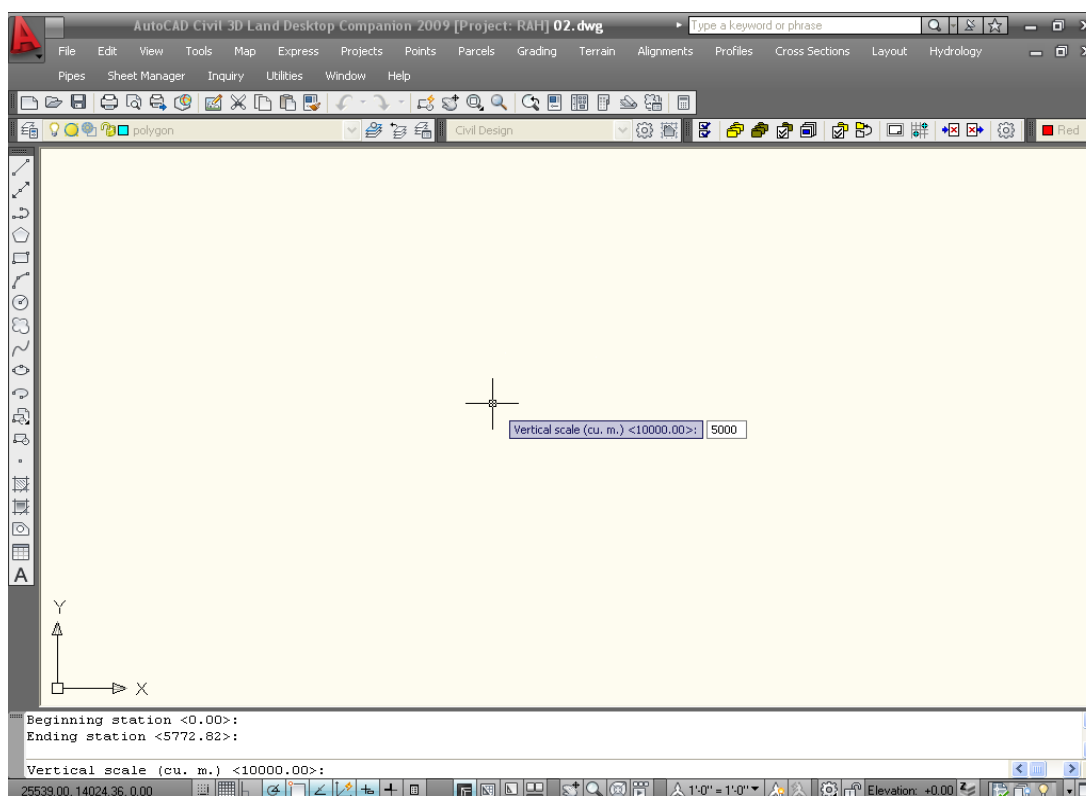 AutoCAD Civil 3D Land Desktop Companion 2009 [Project: RAH] 02.dwg Type a keyword or phrase
File Edit View Tools Map Express Projects Points Parcels Grading Terrain Alignments Profiles Cross Sections Layout Hydrology
Pipes Sheet Manager Inquiry Utilities Window Help
polygon Civil Design Red
Vertical scale (cu. m.) <10000.00>: 5000
A
Y
X
Beginning station <0.00>:
Ending station <5772.82>:
Vertical scale (cu. m.) <10000.00>:
25539.00, 14024.36, 0.00 1'-0" = 1'-0" Elevation: +0.00